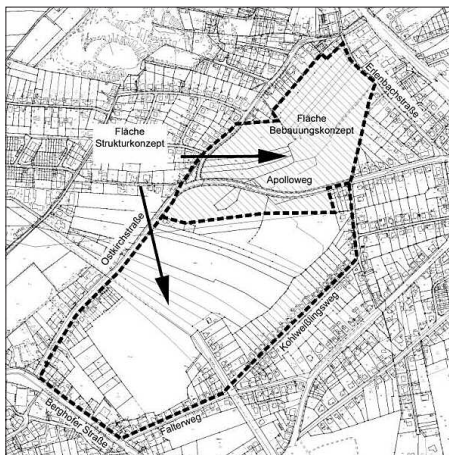 Erlenbachstraße
Fläche
Bebauungskonzept
Fläche
Strukturkonzept
Apolloweg
Ostkirchstraße
Kohlweißlingsweg
Falterweg
Berghofer Straße